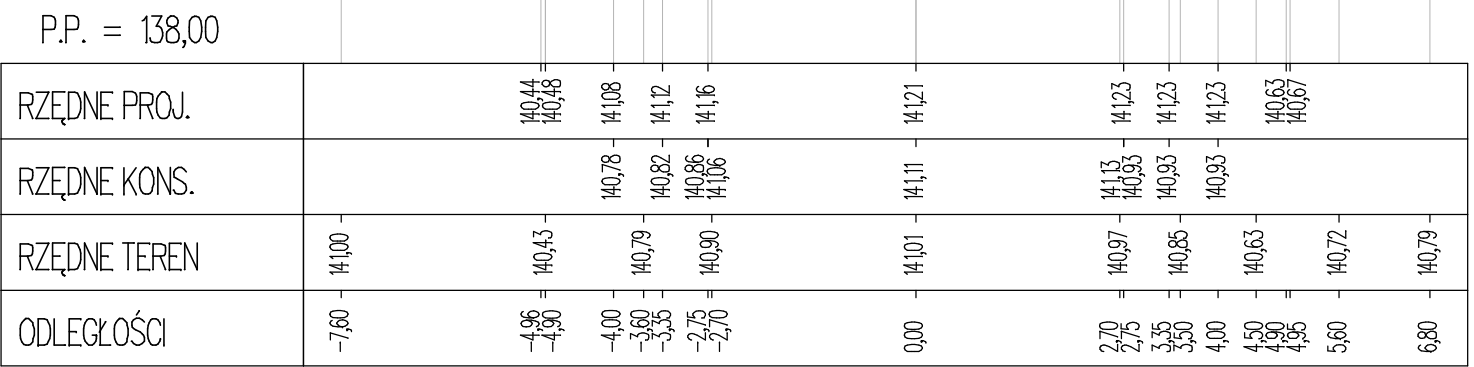 P.P. = 138,00
RZĘDNE PROJ. 140,44 140,48 141,08 141,12 141,16 141,21 141,23 141,23 141,23 140,63 140,67
RZĘDNE KONS. 140,78 140,82 140,86 141,06 141,11 141,13 140,93 140,93 140,93
RZĘDNE TEREN 141,00 140,43 140,79 140,90 141,01 140,97 140,85 140,63 140,72 140,79
ODLEGŁOŚCI -7,60 -4,96 -4,90 -4,00 -3,60 -3,35 -2,75 -2,70 0,00 2,70 2,75 3,35 3,50 4,00 4,50 4,90 4,95 5,60 6,80